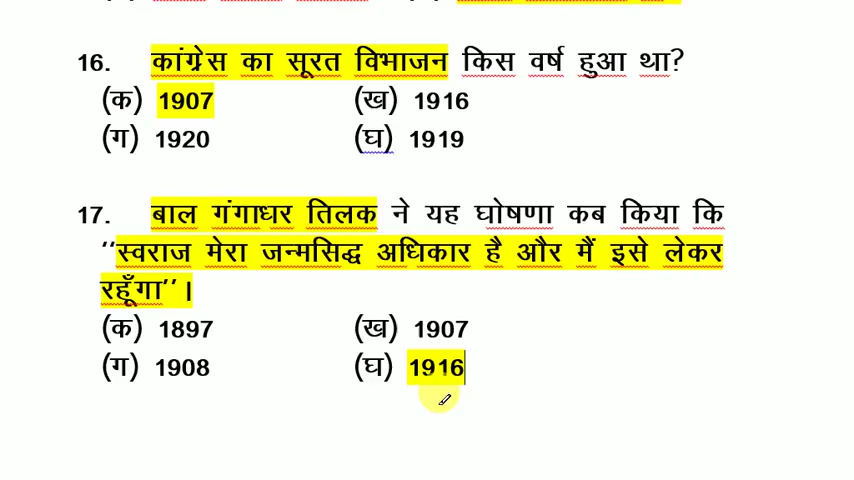 16. कांग्रेस का सूरत विभाजन किस वर्ष हुआ था?
(क) 1907 (ख) 1916
(ग) 1920 (घ) 1919
17. बाल गंगाधर तिलक ने यह घोषणा कब किया कि
‘‘स्वराज मेरा जन्मसिद्ध अधिकार है और मैं इसे लेकर
रहूँगा’’।
(क) 1897 (ख) 1907
(ग) 1908 (घ) 1916